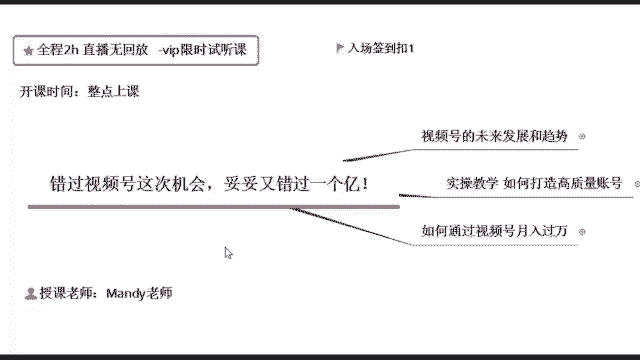 全程2h 直播无回放 -vip限时试听课
入场签到扣1
开课时间：整点上课
视频号的未来发展和趋势
错过视频号这次机会，妥妥又错过一个亿！
实操教学 如何打造高质量账号
如何通过视频号月入过万
授课老师：Mandy老师